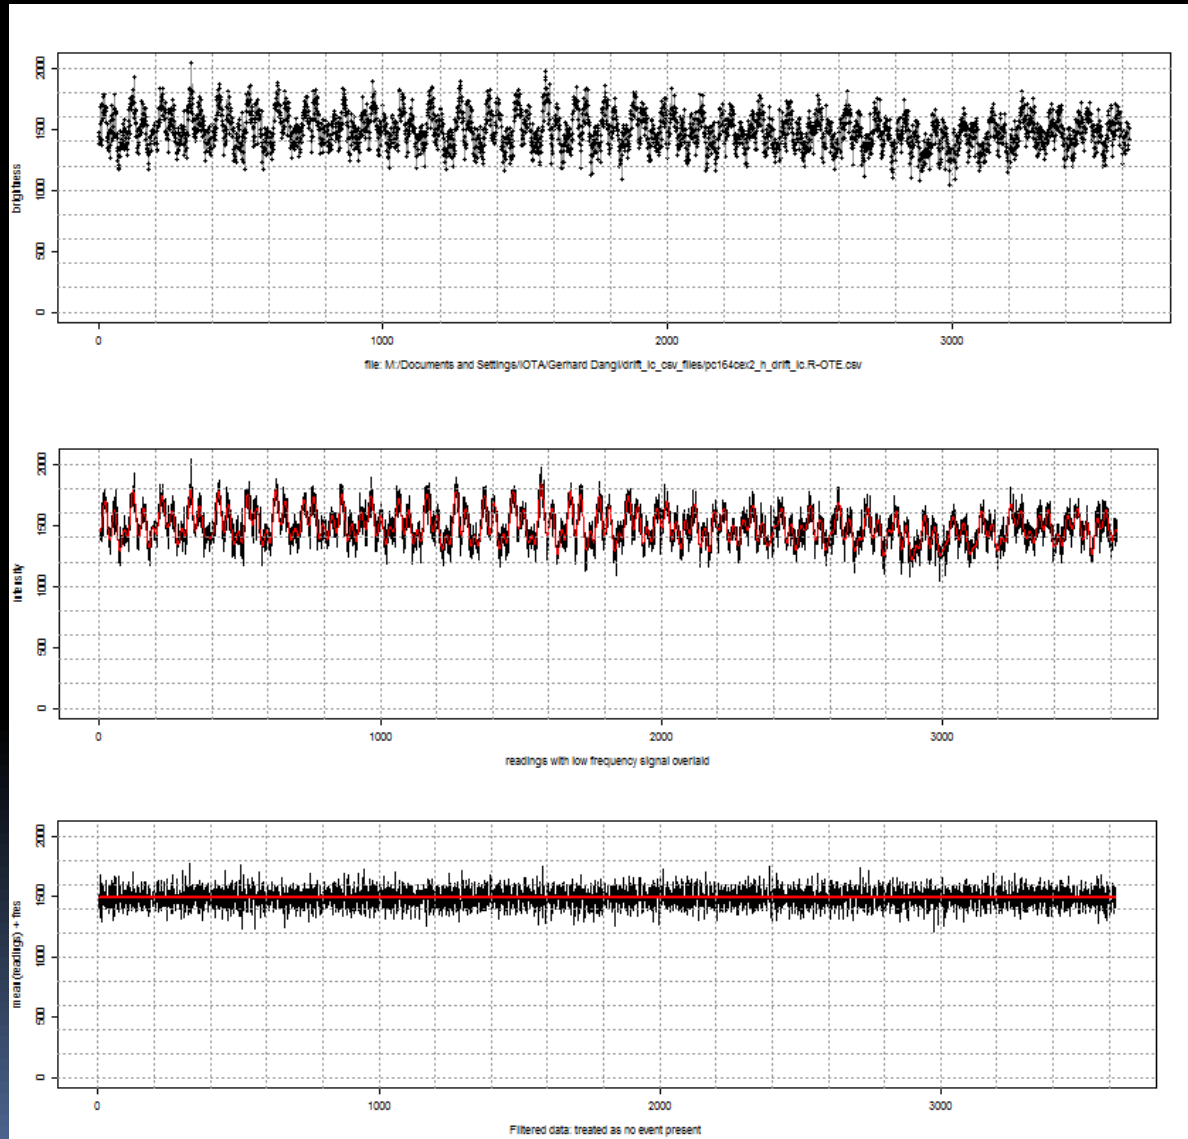 2000
1500
1000
500
0
brightness
0 1000 2000 3000
file: M:/Documents and Settings/IOTA/Gerhard Dangl/drift_lc_csv_files/pc164cex2_h_drift_lc.R-OTE.csv
2000
1500
1000
500
0
intensity
0 1000 2000 3000
readings with low frequency signal overlaid
2000
1500
1000
500
0
mean(readings) + fres
0 1000 2000 3000
Filtered data: treated as no event present